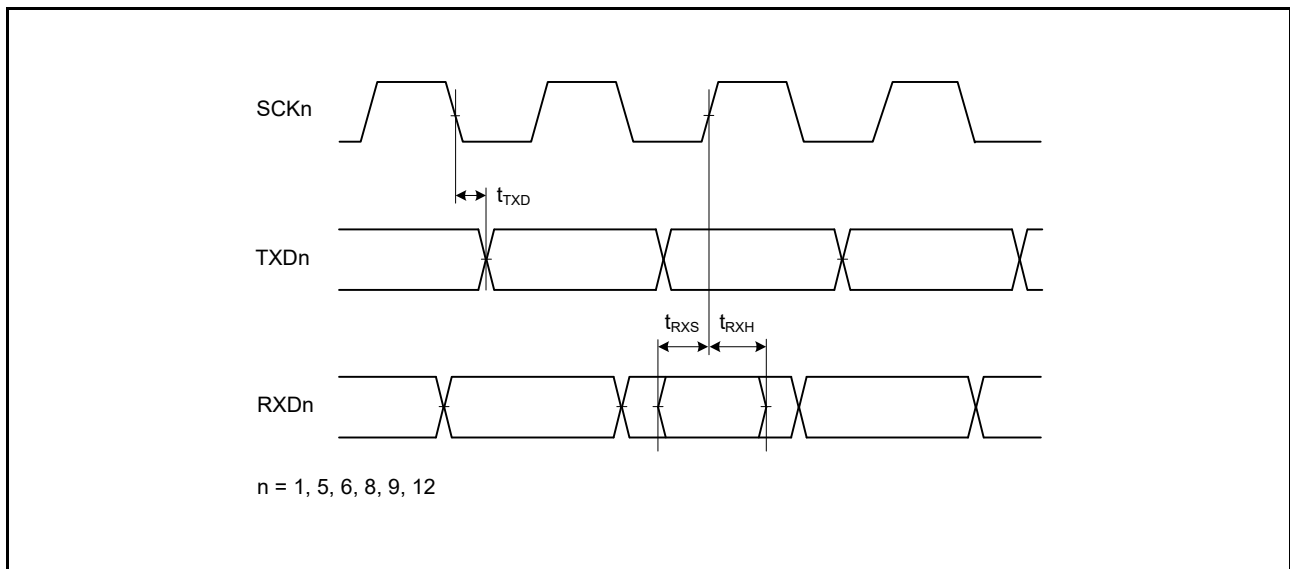 SCKn
tTXD
TXDn
tRXS tRXH
RXDn
n = 1, 5, 6, 8, 9, 12